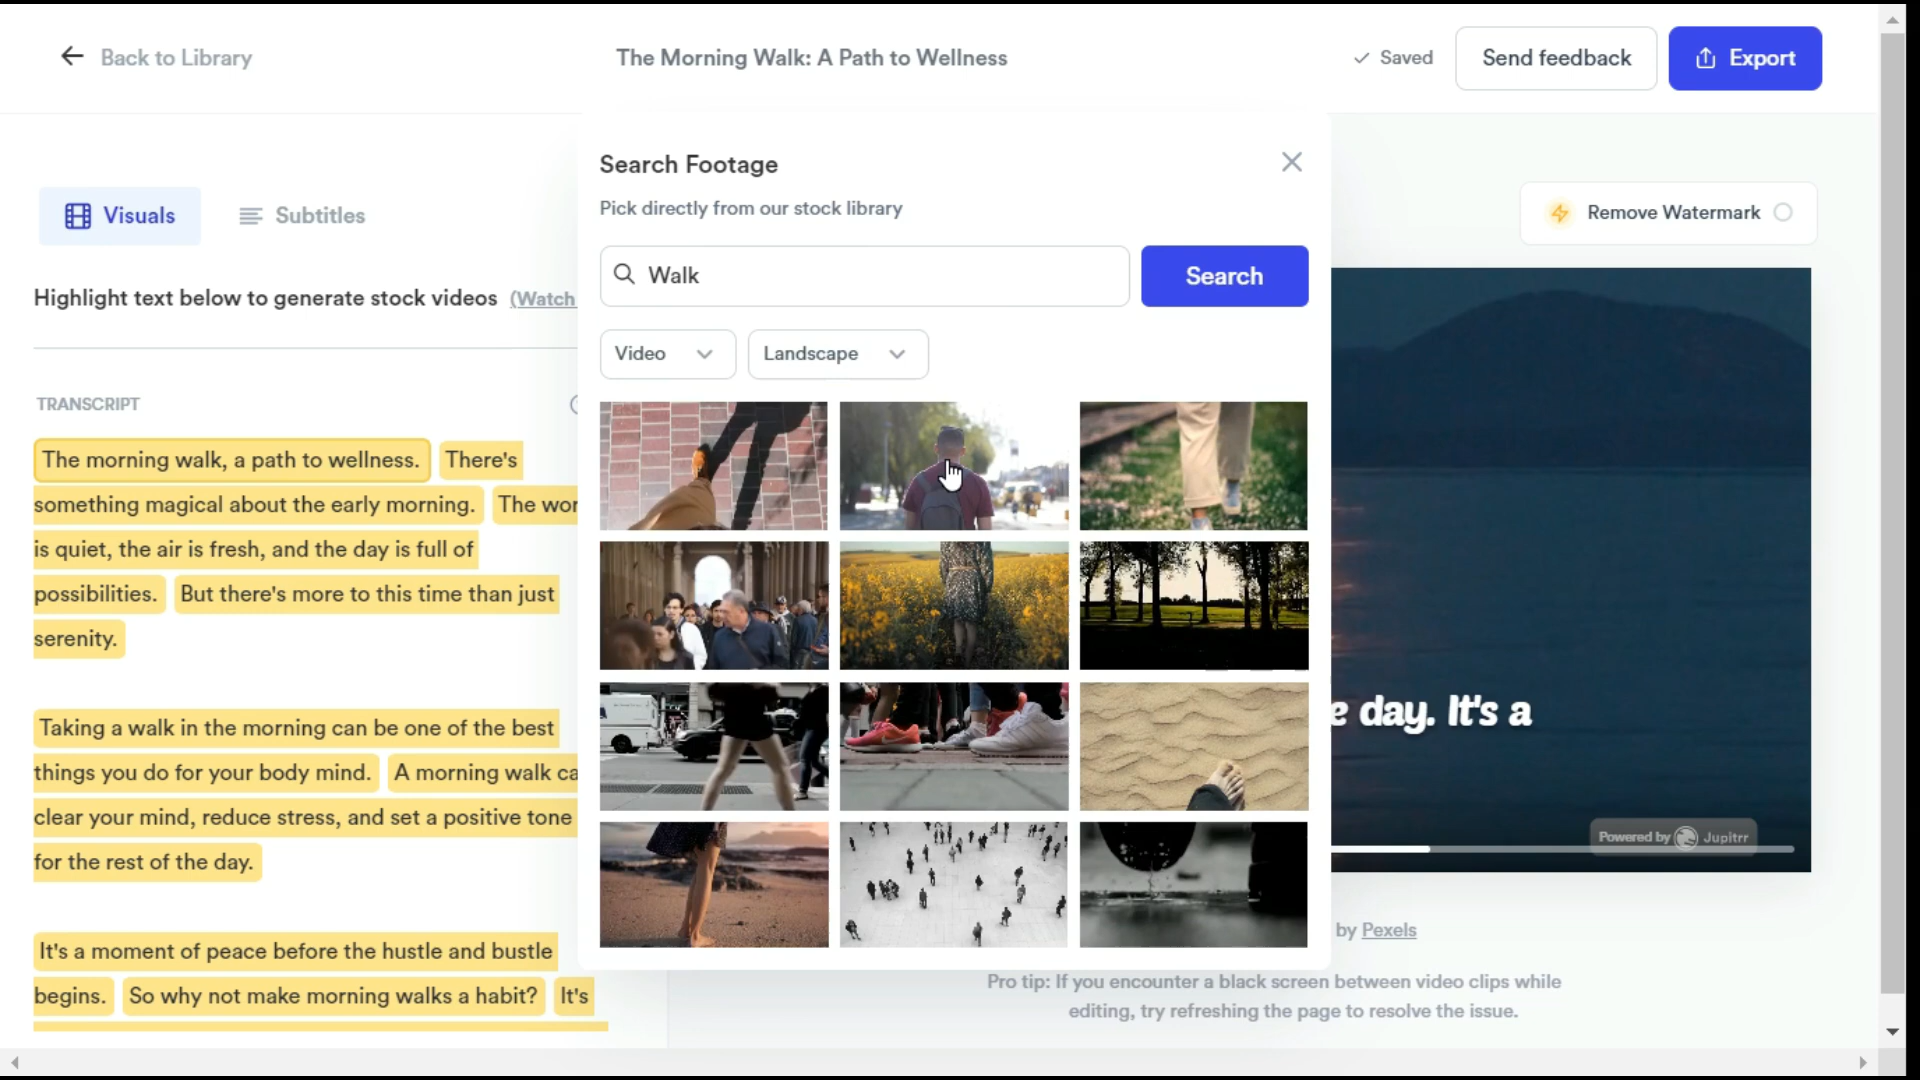 Back to Library
The Morning Walk: A Path to Wellness
Saved
Send feedback
Export
Visuals
Subtitles
Highlight text below to generate stock videos (Watch
TRANSCRIPT
The morning walk, a path to wellness. There's
something magical about the early morning. The wor
is quiet, the air is fresh, and the day is full of
possibilities. But there's more to this time than just
serenity.
Taking a walk in the morning can be one of the best
things you do for your body mind. A morning walk ca
clear your mind, reduce stress, and set a positive tone
for the rest of the day.
It's a moment of peace before the hustle and bustle
begins. So why not make morning walks a habit? It's
Search Footage
Pick directly from our stock library
Walk
Search
Video
Landscape
Remove Watermark
e day. It's a
Powered by Jupitrr
by Pexels
Pro tip: If you encounter a black screen between video clips while
editing, try refreshing the page to resolve the issue.